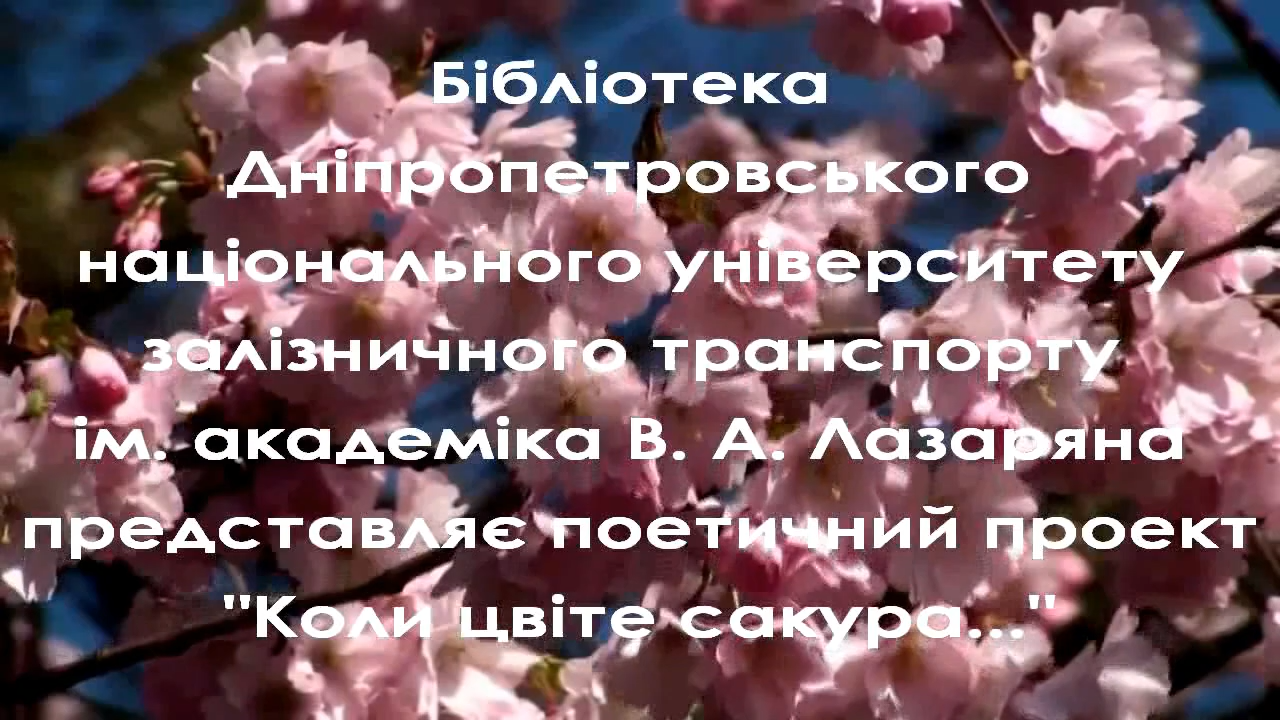 Бібліотека
Дніпропетровського
національного університету
залізничного транспорту
ім. академіка В. А. Лазаряна
представляє поетичний проект
"Коли цвіте сакура..."